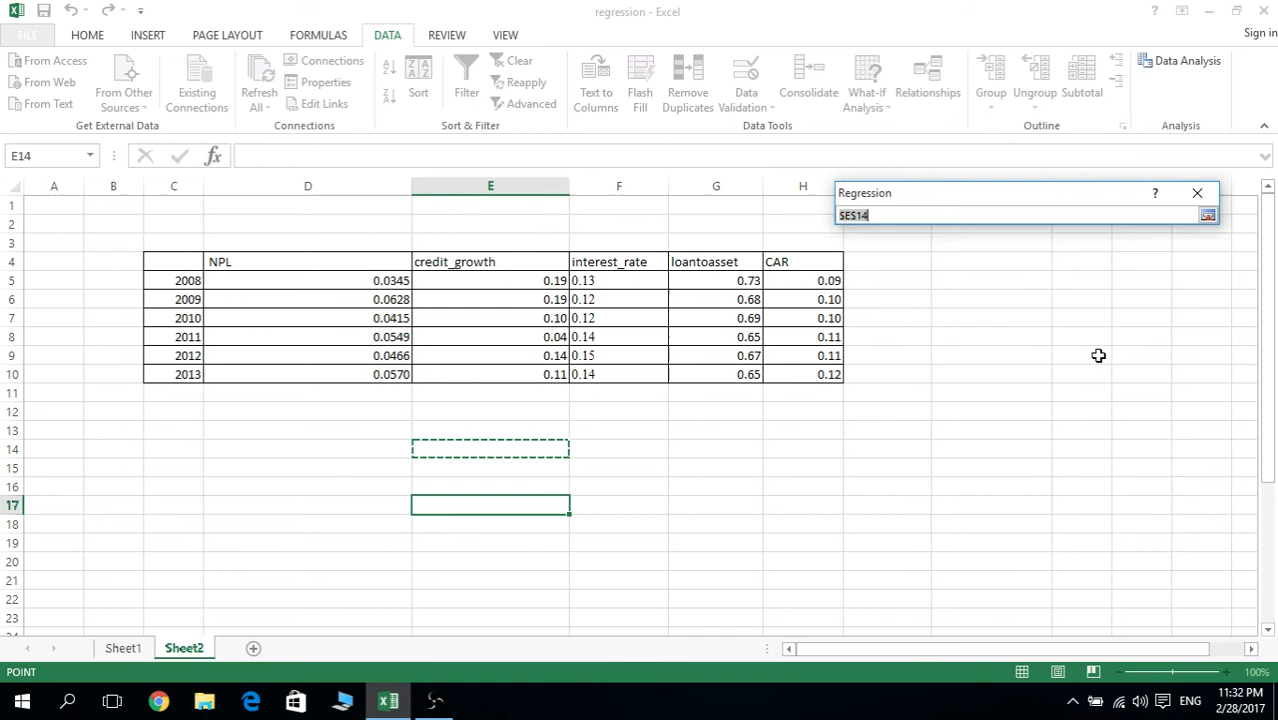 regression - Excel
Sign in
FILE HOME INSERT PAGE LAYOUT FORMULAS DATA REVIEW VIEW
From Access
From Web
From Text
From Other Sources
Existing Connections
Get External Data
Refresh All
Connections
Properties
Edit Links
Connections
Sort
Filter
Clear
Reapply
Advanced
Sort & Filter
Text to Columns
Flash Fill
Remove Duplicates
Data Validation
Consolidate
What-If Analysis
Relationships
Data Tools
Group
Ungroup
Subtotal
Outline
Data Analysis
Analysis
E14
fx
A B C D E F G H
Regression
$E$14
1
2
3
4 NPL credit_growth interest_rate loantoasset CAR
5 2008 0.0345 0.19 0.13 0.73 0.09
6 2009 0.0628 0.19 0.12 0.68 0.10
7 2010 0.0415 0.10 0.12 0.69 0.10
8 2011 0.0549 0.04 0.14 0.65 0.11
9 2012 0.0466 0.14 0.15 0.67 0.11
10 2013 0.0570 0.11 0.14 0.65 0.12
11
12
13
14
15
16
17
18
19
20
21
22
23
Sheet1 Sheet2
POINT
100%
ENG
11:32 PM
2/28/2017